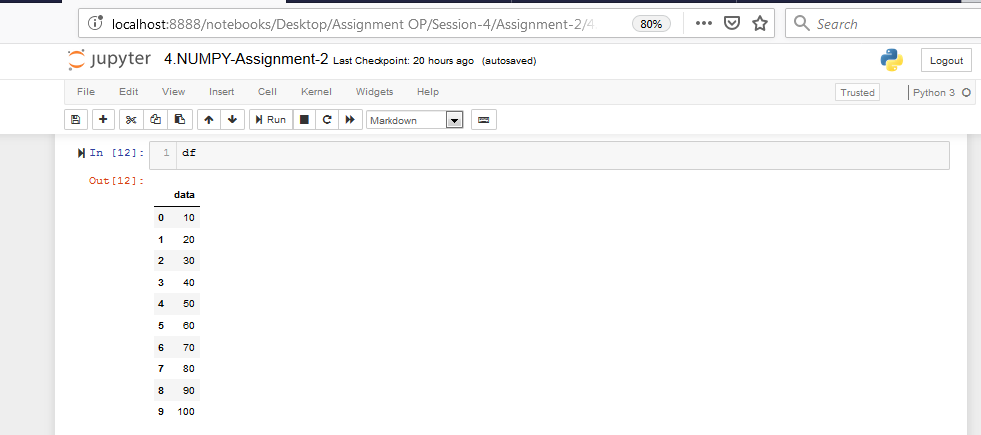 localhost:8888/notebooks/Desktop/Assignment OP/Session-4/Assignment-2/4. 80% Search
jupyter 4.NUMPY-Assignment-2 Last Checkpoint: 20 hours ago (autosaved) Logout
File Edit View Insert Cell Kernel Widgets Help Trusted Python 3
Run Markdown
In [12]: 1 df
Out[12]:
data
0 10
1 20
2 30
3 40
4 50
5 60
6 70
7 80
8 90
9 100